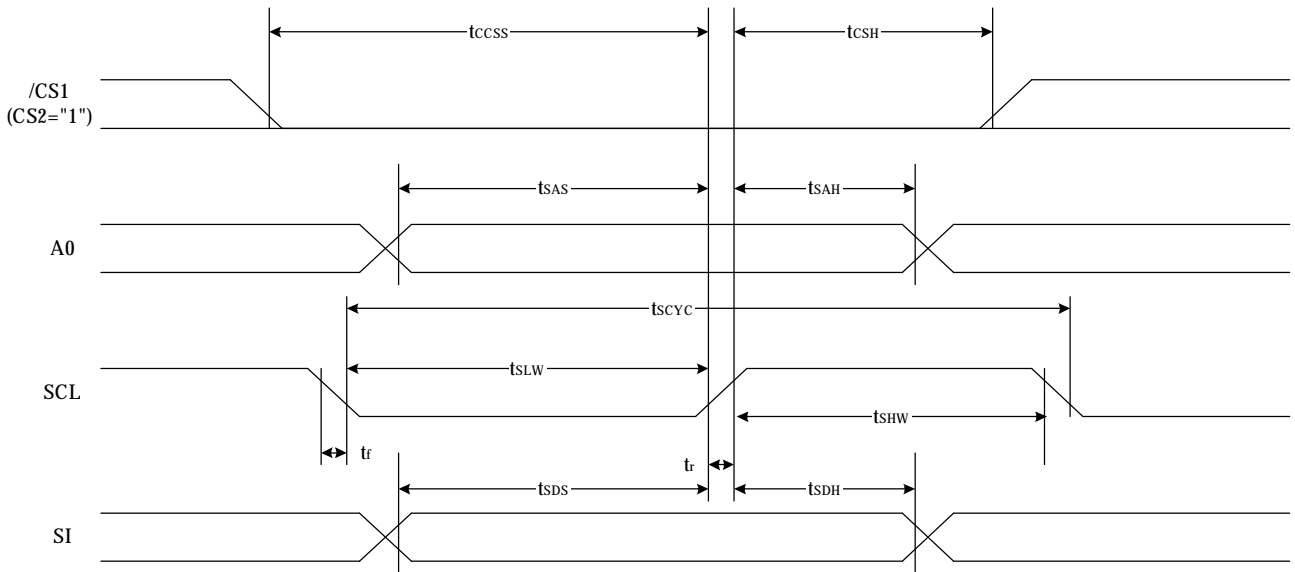 tCCSS
tCSH
/CS1
(CS2="1")
tSAS
tSAH
A0
tSCYC
tSLW
SCL
tSHW
tf
tr
tSDS
tSDH
SI